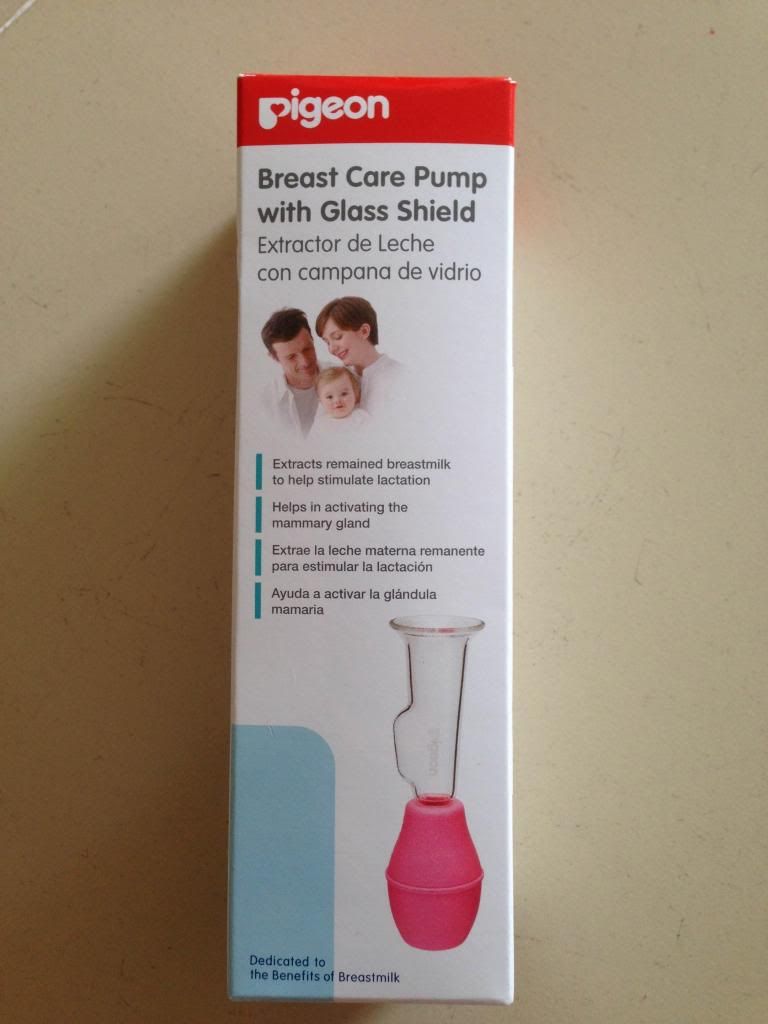 pigeon
Breast Care Pump
with Glass Shield
Extractor de Leche
con campana de vidrio
Extracts remained breastmilk
to help stimulate lactation
Helps in activating the
mammary gland
Extrae la leche materna remanente
para estimular la lactación
Ayuda a activar la glándula
mamaria
pigeon
Dedicated to
the Benefits of Breastmilk